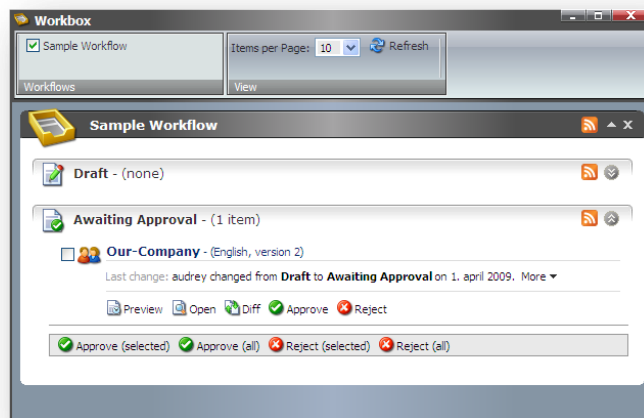 Workbox
Sample Workflow
Items per Page: 10 Refresh
Workflows View
Sample Workflow
Draft - (none)
Awaiting Approval - (1 item)
Our-Company - (English, version 2)
Last change: audrey changed from Draft to Awaiting Approval on 1. april 2009. More
Preview Open Diff Approve Reject
Approve (selected) Approve (all) Reject (selected) Reject (all)